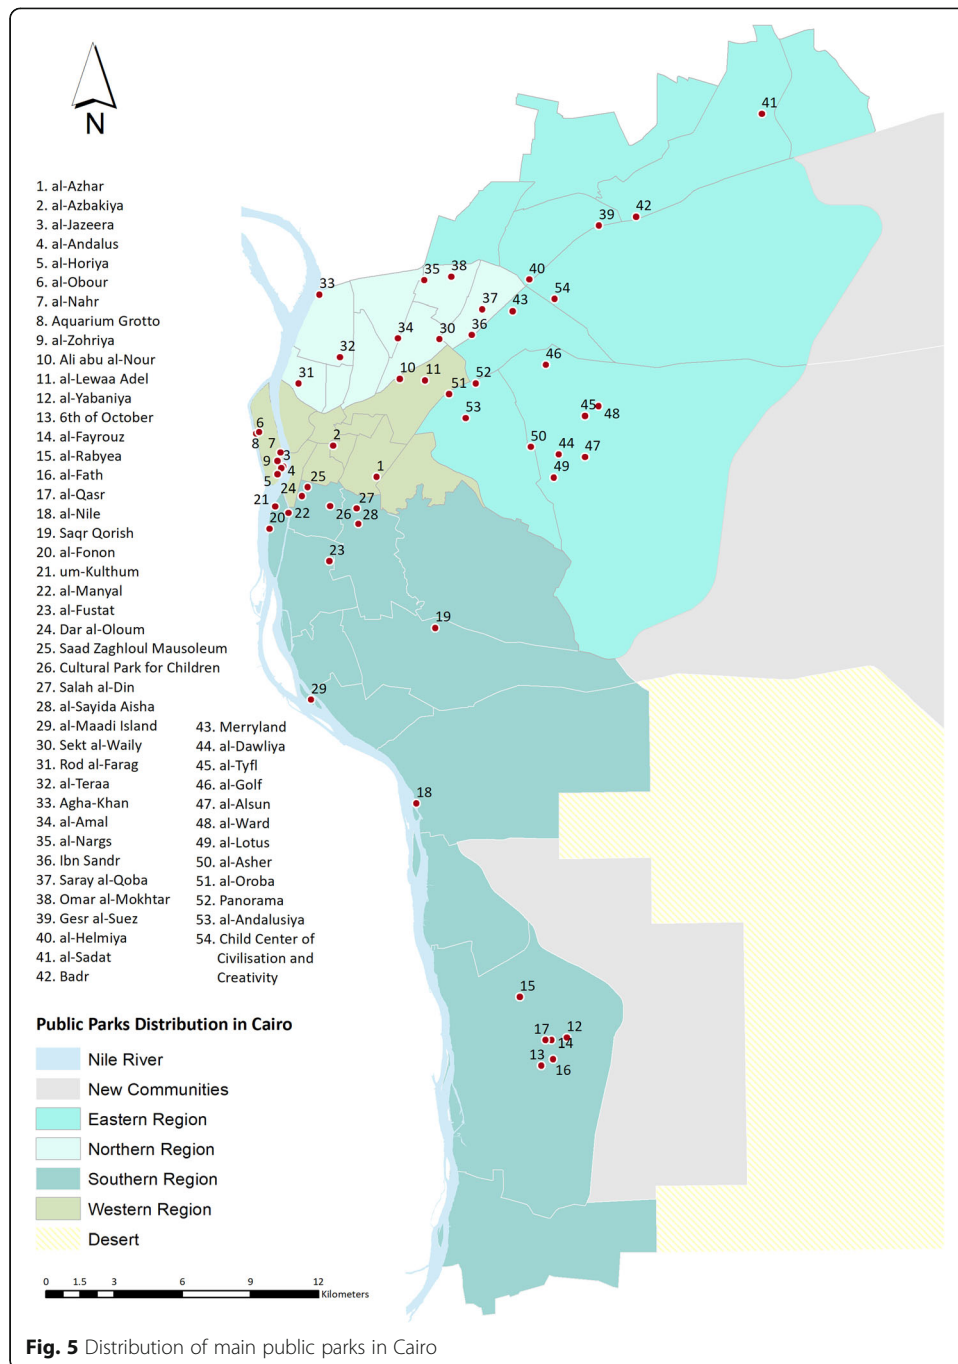 N
1. al-Azhar
2. al-Azbakiya
3. al-Jazeera
4. al-Andalus
5. al-Horiya
6. al-Obour
7. al-Nahr
8. Aquarium Grotto
9. al-Zohriya
10. Ali abu al-Nour
11. al-Lewaa Adel
12. al-Yabaniya
13. 6th of October
14. al-Fayrouz
15. al-Rabyea
16. al-Fath
17. al-Qasr
18. al-Nile
19. Saqr Qorish
20. al-Fonon
21. um-Kulthum
22. al-Manyal
23. al-Fustat
24. Dar al-Oloum
25. Saad Zaghloul Mausoleum
26. Cultural Park for Children
27. Salah al-Din
28. al-Sayida Aisha
29. al-Maadi Island
30. Sekt al-Waily
31. Rod al-Farag
32. al-Teraa
33. Agha-Khan
34. al-Amal
35. al-Nargs
36. Ibn Sandr
37. Saray al-Qoba
38. Omar al-Mokhtar
39. Gesr al-Suez
40. al-Helmiya
41. al-Sadat
42. Badr
43. Merryland
44. al-Dawliya
45. al-Tyfl
46. al-Golf
47. al-Alsun
48. al-Ward
49. al-Lotus
50. al-Asher
51. al-Oroba
52. Panorama
53. al-Andalusiya
54. Child Center of
Civilisation and
Creativity
41
42
39
40
54
38
35
33
37
43
36
30
34
32
46
31
10
11
52
51
53
45
48
6
8
2
7
50
44
47
3
9
4
5
1
49
25
24
21
27
22
26
28
20
23
19
29
18
15
12
17
14
13
16
Public Parks Distribution in Cairo
Nile River
New Communities
Eastern Region
Northern Region
Southern Region
Western Region
Desert
0 1.5 3 6 9 12
Kilometers
Fig. 5 Distribution of main public parks in Cairo